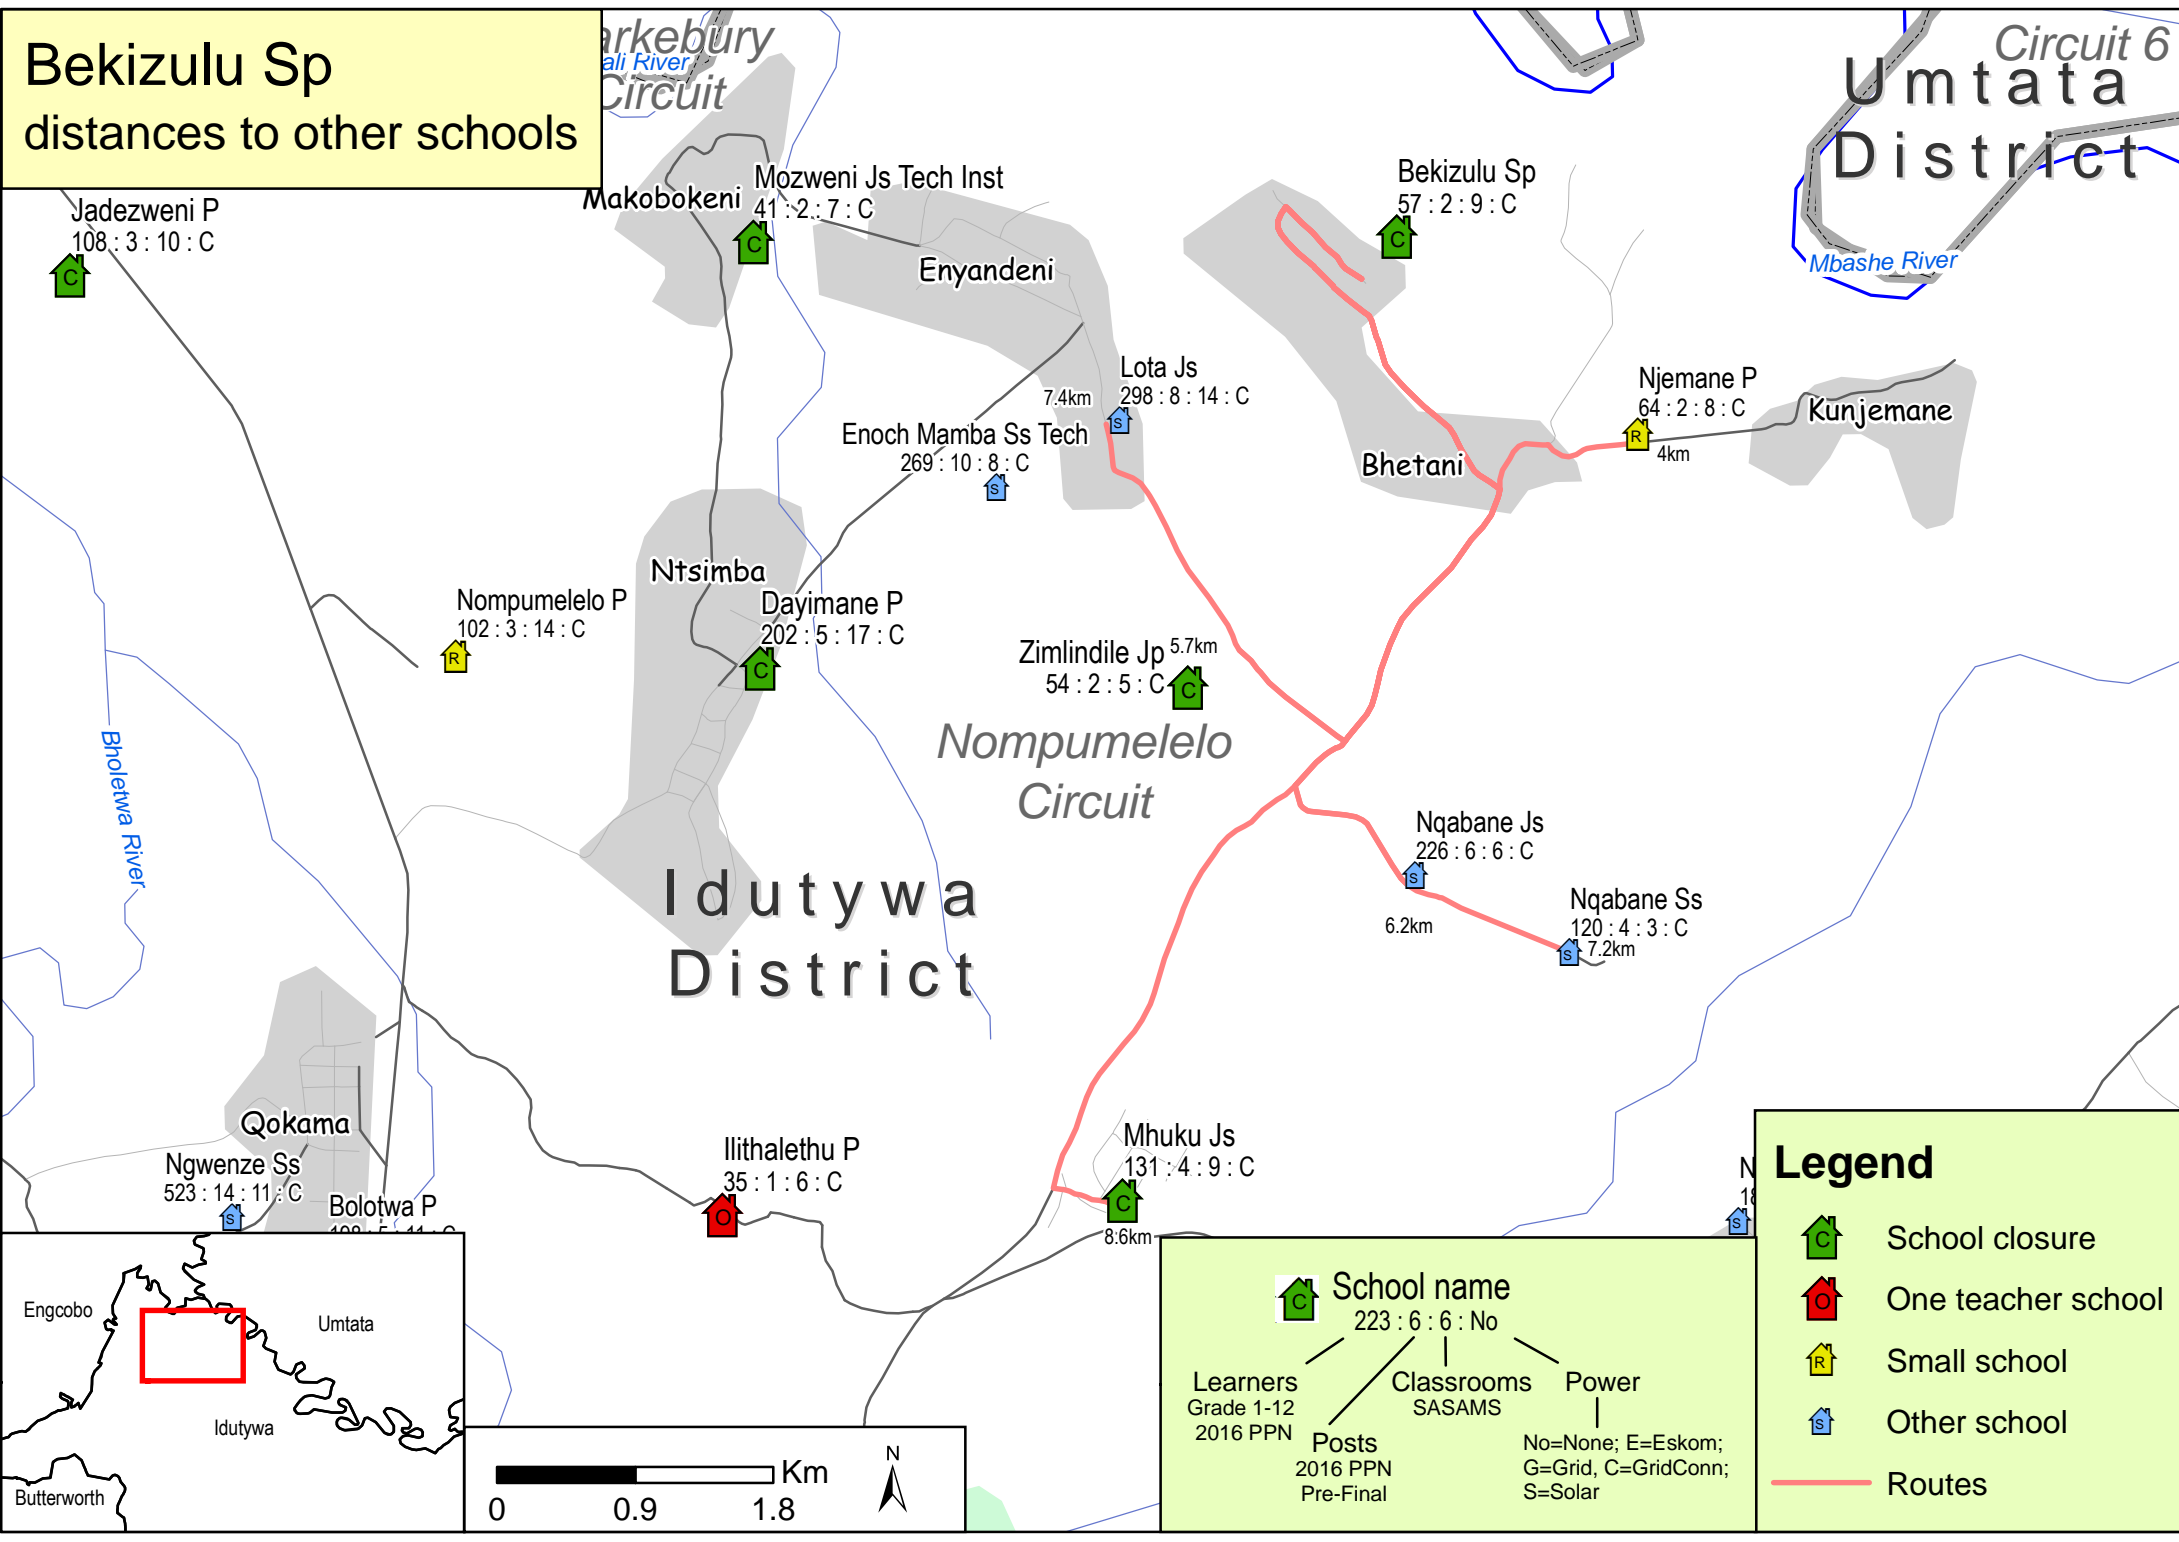 Bekizulu Sp
distances to other schools
Circuit
Circuit 6
Umtata
District
Mbashe River
Jadezweni P
108 : 3 : 10 : C
C
Makobokeni
Mozweni Js Tech Inst
41 : 2 : 7 : C
C
Enyandeni
Bekizulu Sp
57 : 2 : 9 : C
C
Lota Js
298 : 8 : 14 : C
7.4km
S
Enoch Mamba Ss Tech
269 : 10 : 8 : C
S
Bhetani
Njemane P
64 : 2 : 8 : C
R
4km
Kunjemane
Ntsimba
Nompumelelo P
102 : 3 : 14 : C
R
Dayimane P
202 : 5 : 17 : C
C
Zimlindile Jp
5.7km
54 : 2 : 5 : C
C
Nompumelelo
Circuit
Bholetwa River
Idutywa
District
Nqabane Js
226 : 6 : 6 : C
S
6.2km
Nqabane Ss
120 : 4 : 3 : C
S
7.2km
Qokama
Ngwenze Ss
523 : 14 : 11 : C
S
Bolotwa P
Ilithalethu P
35 : 1 : 6 : C
O
Mhuku Js
131 : 4 : 9 : C
C
8.6km
S
Engcobo
Umtata
Idutywa
Butterworth
Km
0 0.9 1.8
N
C
School name
223 : 6 : 6 : No
Learners
Grade 1-12
2016 PPN
Posts
2016 PPN
Pre-Final
Classrooms
SASAMS
Power
No=None; E=Eskom;
G=Grid, C=GridConn;
S=Solar
Legend
C School closure
O One teacher school
R Small school
S Other school
Routes